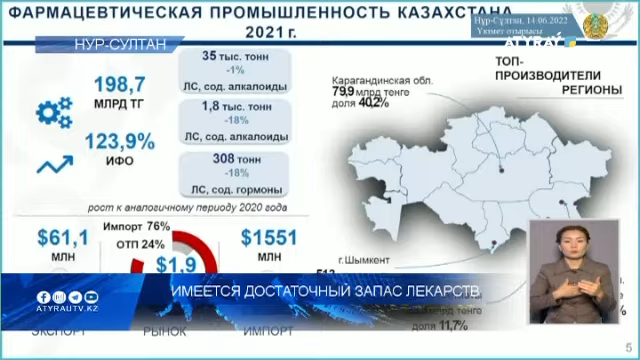 ФАРМАЦЕВТИЧЕСКАЯ ПРОМЫШЛЕННОСТЬ КАЗАХСТАНА
2021 г.
Нұр-Сұлтан, 14.06.2022
Үкімет отырысы
НУР-СУЛТАН
ATYRAÝ
198,7
МЛРД ТГ
123,9%
ИФО
35 тыс. тонн
-1%
ЛС, сод. алкалоиды
1,8 тыс. тонн
-18%
ЛС, сод. алкалоиды
308 тонн
-18%
ЛС, сод. гормоны
рост к аналогичному периоду 2020 года
ТОП-
ПРОИЗВОДИТЕЛИ
РЕГИОНЫ
Карагандинская обл.
79,9 млрд тенге
доля 40,2%
$61,1
МЛН
Импорт 76%
ОТП 24%
$1,9
$1551
МЛН
г.Шымкент
ИМЕЕТСЯ ДОСТАТОЧНЫЙ ЗАПАС ЛЕКАРСТВ
ATYRAUTV.KZ
доля 11,7%
ЭКСПОРТ
РЫНОК
ИМПОРТ
5